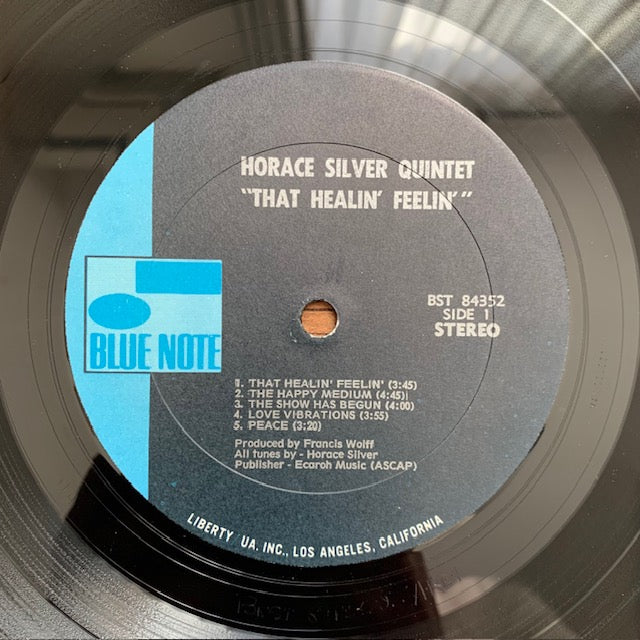 HORACE SILVER QUINTET
"THAT HEALIN' FEELIN'"
BST 84352
SIDE 1
STEREO
BLUE NOTE
1. THAT HEALIN' FEELIN' (3:45)
2. THE HAPPY MEDIUM (4:45)
3. THE SHOW HAS BEGUN (4:00)
4. LOVE VIBRATIONS (3:55)
5. PEACE (3:20)
Produced by Francis Wolff
All tunes by - Horace Silver
Publisher - Ecaroh Music (ASCAP)
LIBERTY UA, INC., LOS ANGELES, CALIFORNIA